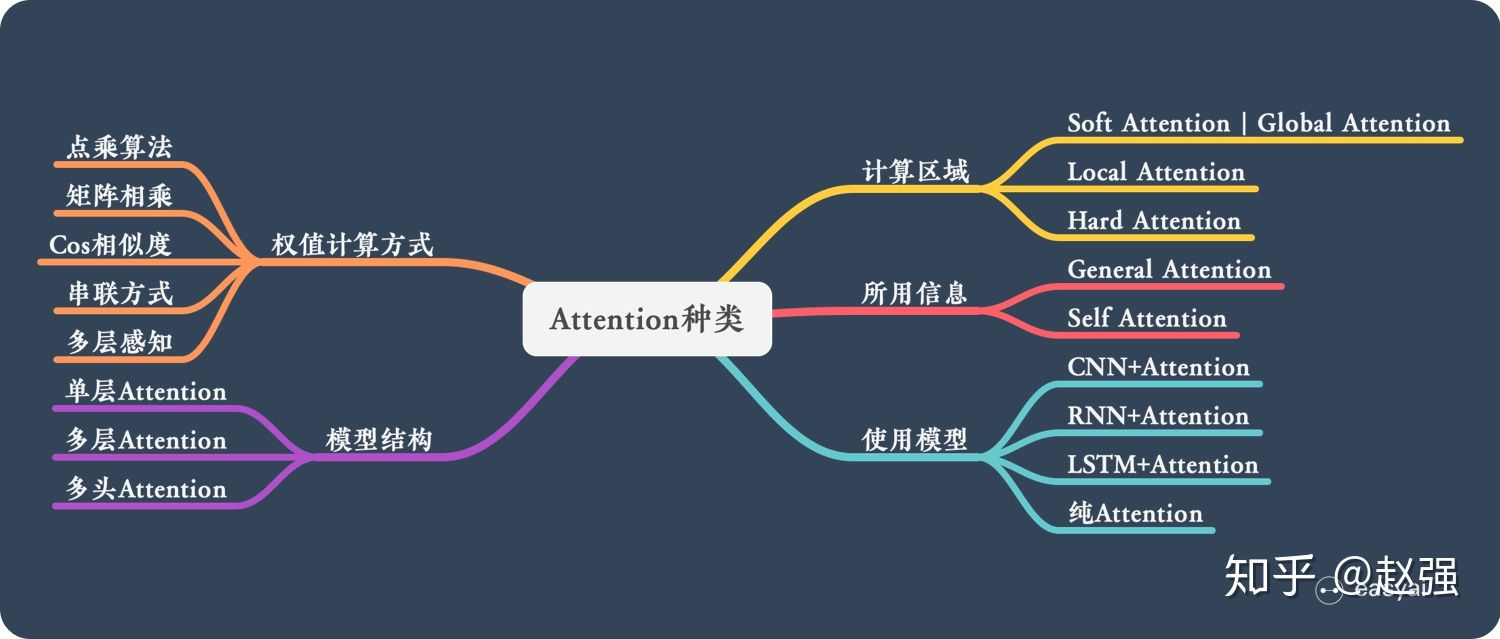 Attention种类
计算区域
Soft Attention | Global Attention
Local Attention
Hard Attention
所用信息
General Attention
Self Attention
使用模型
CNN+Attention
RNN+Attention
LSTM+Attention
纯Attention
权值计算方式
点乘算法
矩阵相乘
Cos相似度
串联方式
多层感知
模型结构
单层Attention
多层Attention
多头Attention
知乎 @赵强
easyai